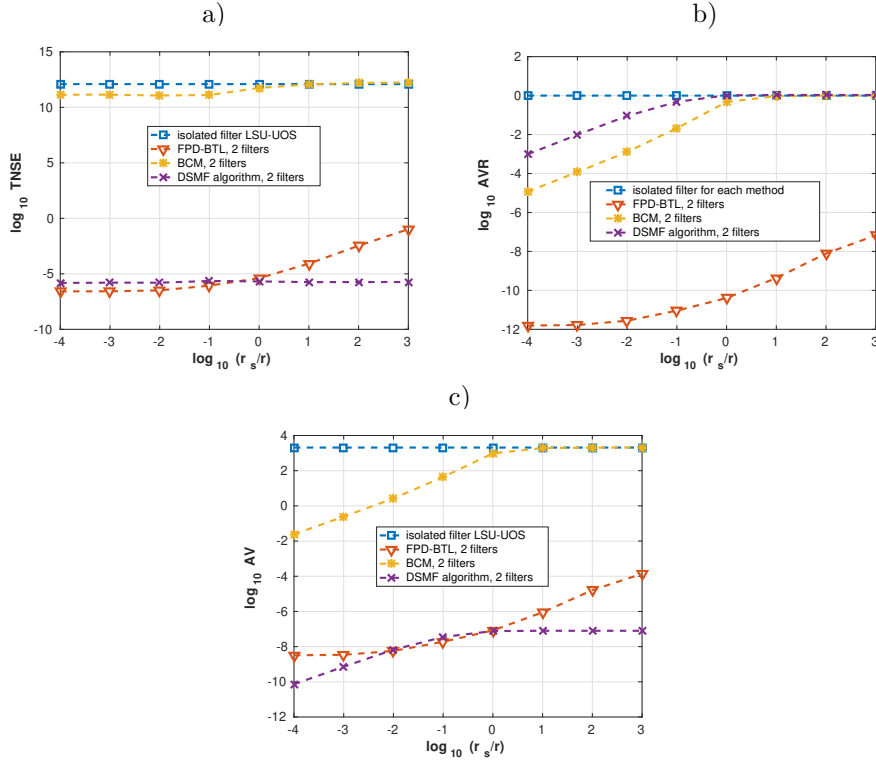 a)
15
10
5
0
-5
-10
-4 -3 -2 -1 0 1 2 3
log 10 TNSE
log 10 (r s/r)
isolated filter LSU-UOS
FPD-BTL, 2 filters
BCM, 2 filters
DSMF algorithm, 2 filters
b)
2
0
-2
-4
-6
-8
-10
-12
-4 -3 -2 -1 0 1 2 3
log 10 AVR
log 10 (r s/r)
isolated filter for each method
FPD-BTL, 2 filters
BCM, 2 filters
DSMF algorithm, 2 filters
c)
4
2
0
-2
-4
-6
-8
-10
-12
-4 -3 -2 -1 0 1 2 3
log 10 AV
log 10 (r s/r)
isolated filter LSU-UOS
FPD-BTL, 2 filters
BCM, 2 filters
DSMF algorithm, 2 filters